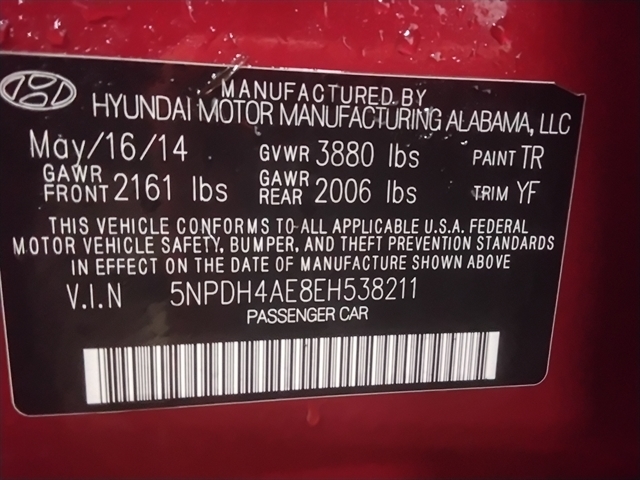 MANUFACTURED BY
HYUNDAI MOTOR MANUFACTURING ALABAMA, LLC
May/16/14 GVWR 3880 lbs PAINT TR
GAWR FRONT 2161 lbs GAWR REAR 2006 lbs TRIM YF
THIS VEHICLE CONFORMS TO ALL APPLICABLE U.S.A. FEDERAL
MOTOR VEHICLE SAFETY, BUMPER, AND THEFT PREVENTION STANDARDS
IN EFFECT ON THE DATE OF MANUFACTURE SHOWN ABOVE
V.I.N 5NPDH4AE8EH538211
PASSENGER CAR